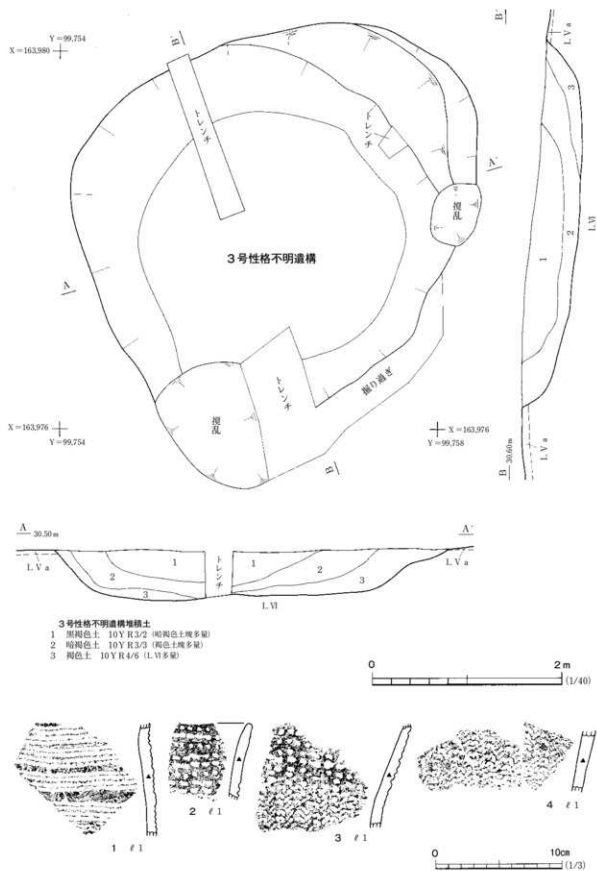 Y=99,754
X=163,980
B´
B´
L.Ⅴa
トレンチ
トレンチ
A´
撹乱
3
3号性格不明遺構
L.Ⅵ
A
1
2
掘り過ぎ
トレンチ
撹乱
X=163,976
Y=99,754
X=163,976
Y=99,758
B
B 30.60m
L.Ⅴa
A 30.50m
A´
L.Ⅴa
1
トレンチ
1
2
2
3
3
L.Ⅴa
L.Ⅵ
3号性格不明遺構堆積土
1 黒褐色土 10YR3/2(暗褐色土塊多量)
2 暗褐色土 10YR3/3(褐色土塊多量)
3 褐色土 10YR4/6(L.Ⅵ多量)
0 2m
(1/40)
1 ℓ1
2 ℓ1
3 ℓ1
4 ℓ1
0 10cm
(1/3)